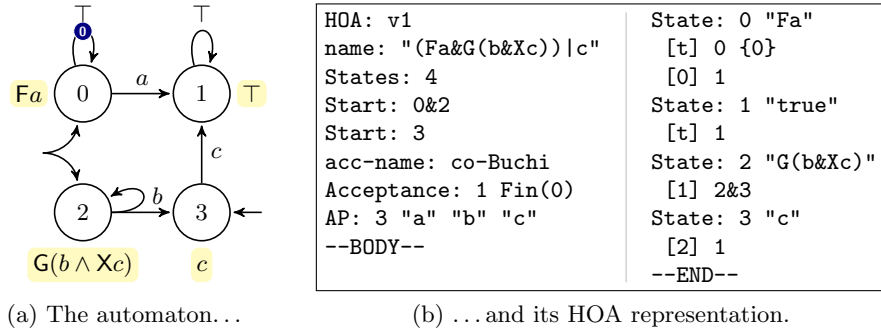 ⊤
⊤
0
a
Fa
0
1
⊤
c
b
2
3
G(b ∧ Xc)
c
(a) The automaton...
HOA: v1
name: "(Fa&G(b&Xc))|c"
States: 4
Start: 0&2
Start: 3
acc-name: co-Buchi
Acceptance: 1 Fin(0)
AP: 3 "a" "b" "c"
--BODY--
State: 0 "Fa"
[t] 0 {0}
[0] 1
State: 1 "true"
[t] 1
State: 2 "G(b&Xc)"
[1] 2&3
State: 3 "c"
[2] 1
--END--
(b) ...and its HOA representation.